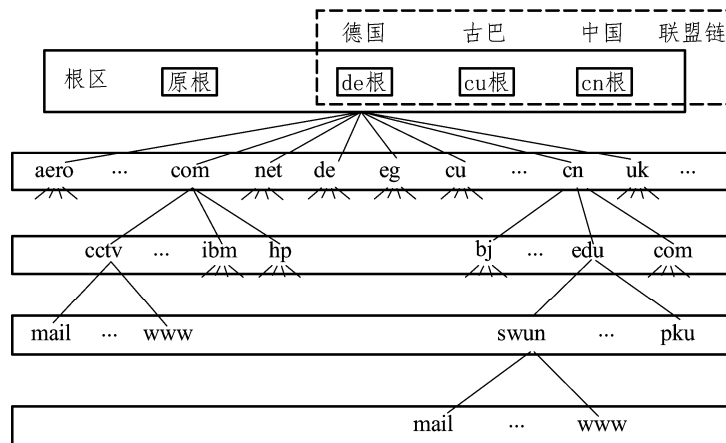 德国 古巴 中国 联盟链
根区 原根 de根 cu根 cn根
aero ... com net de eg cu ... cn uk ...
cctv ... ibm hp bj ... edu com
mail ... www swun ... pku
mail ... www